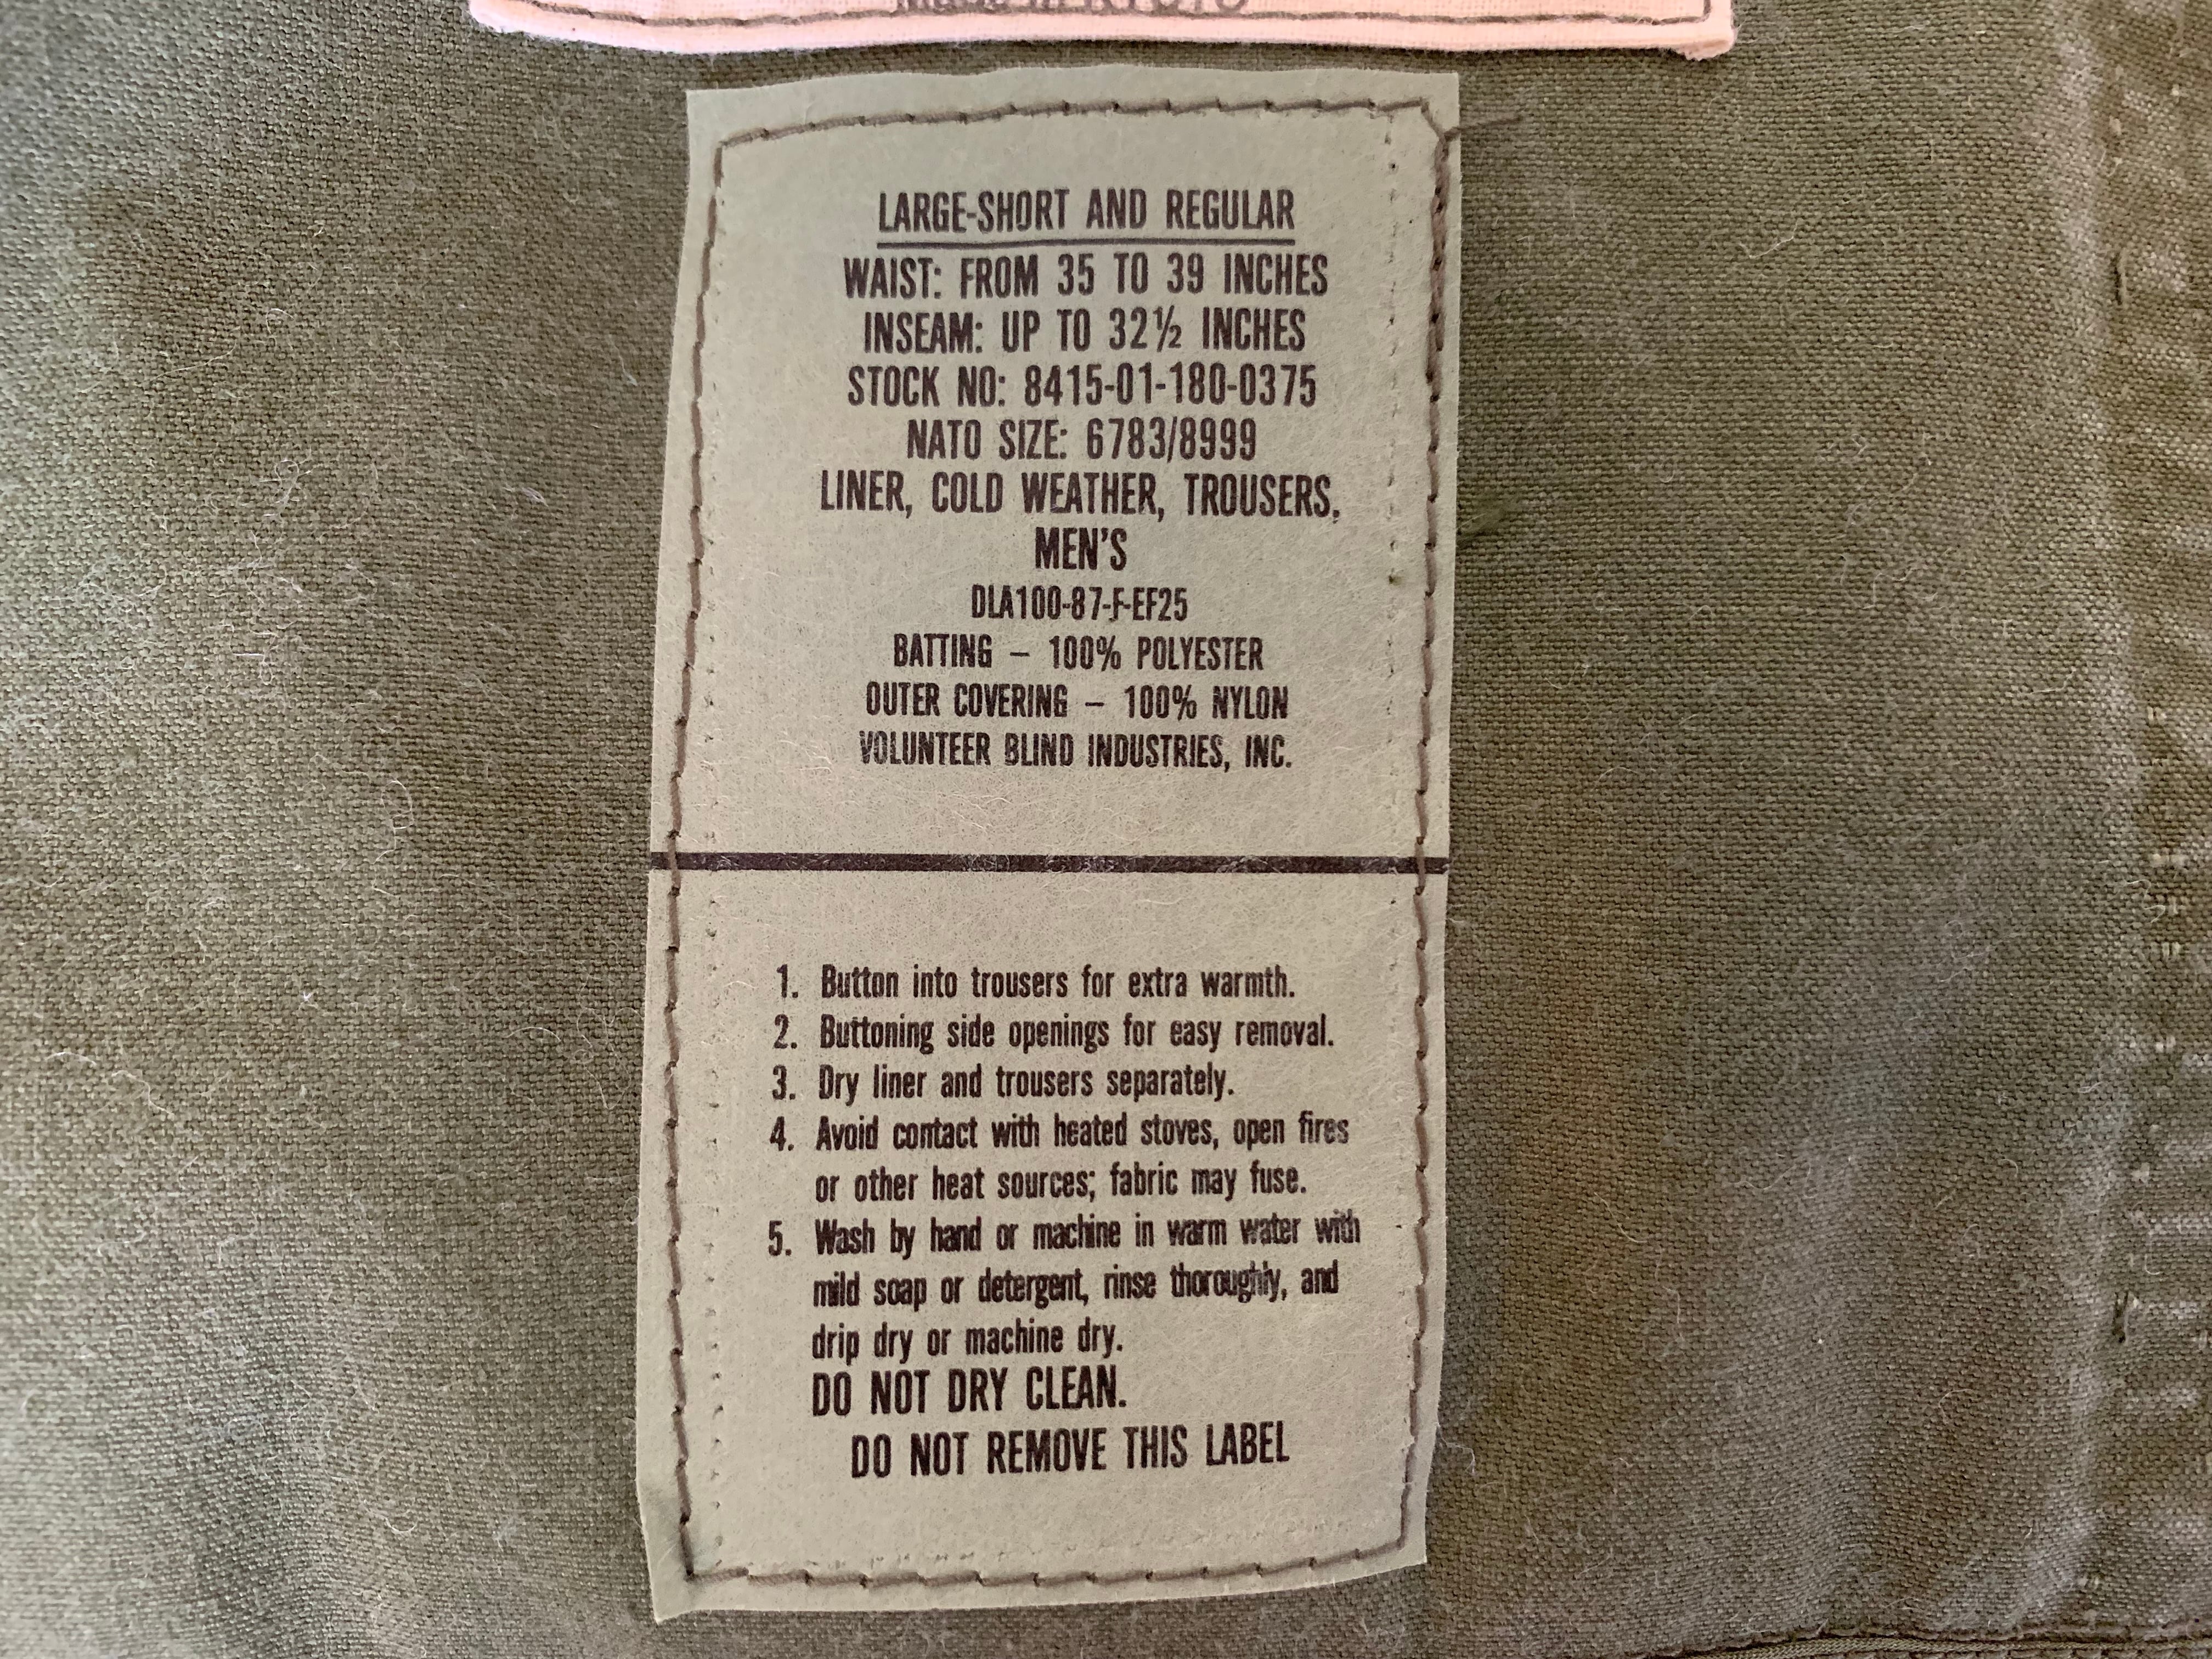 LARGE-SHORT AND REGULAR
WAIST: FROM 35 TO 39 INCHES
INSEAM: UP TO 32½ INCHES
STOCK NO: 8415-01-180-0375
NATO SIZE: 6783/8999
LINER, COLD WEATHER, TROUSERS,
MEN'S
DLA100-87-F-EF25
BATTING – 100% POLYESTER
OUTER COVERING – 100% NYLON
VOLUNTEER BLIND INDUSTRIES, INC.
1. Button into trousers for extra warmth.
2. Buttoning side openings for easy removal.
3. Dry liner and trousers separately.
4. Avoid contact with heated stoves, open fires
or other heat sources; fabric may fuse.
5. Wash by hand or machine in warm water with
mild soap or detergent, rinse thoroughly, and
drip dry or machine dry.
DO NOT DRY CLEAN.
DO NOT REMOVE THIS LABEL